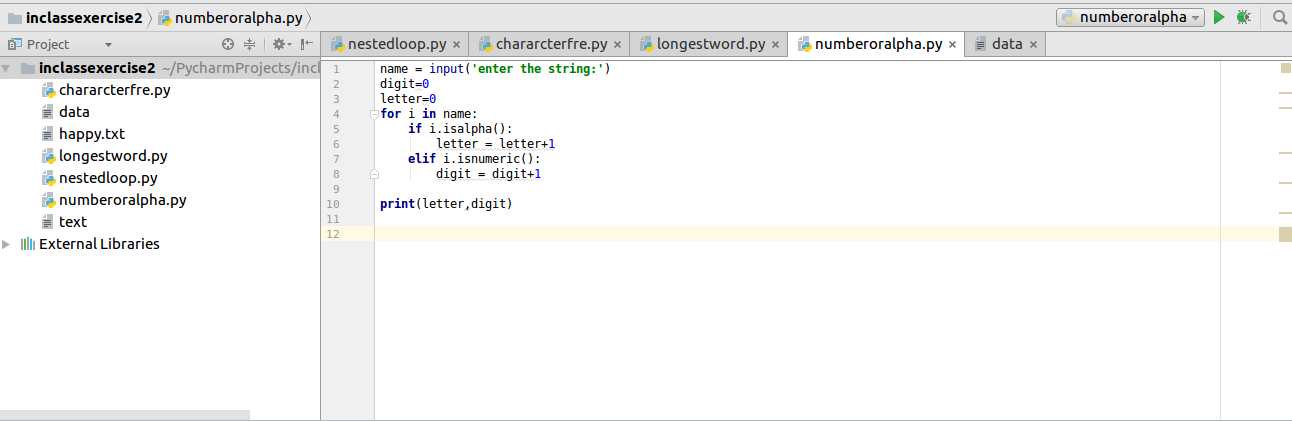 inclassexercise2 numberoralpha.py numberoralpha
Project nestedloop.py × chararcterfre.py × longestword.py × numberoralpha.py × data ×
inclassexercise2 ~/PycharmProjects/incl
chararcterfre.py
data
happy.txt
longestword.py
nestedloop.py
numberoralpha.py
text
External Libraries
1 name = input('enter the string:')
2 digit=0
3 letter=0
4 for i in name:
5 if i.isalpha():
6 letter = letter+1
7 elif i.isnumeric():
8 digit = digit+1
9
10 print(letter,digit)
11
12